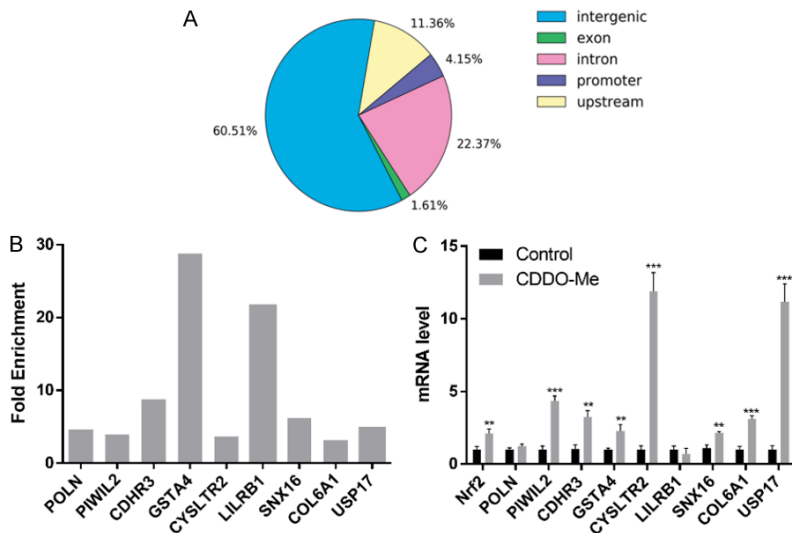 A
11.36%
4.15%
22.37%
1.61%
60.51%
intergenic
exon
intron
promoter
upstream
B
Fold Enrichment
30
20
10
0
POLN
PIWIL2
CDHR3
GSTA4
CYSLTR2
LILRB1
SNX16
COL6A1
USP17
C
Control
CDDO-Me
mRNA level
15
10
5
0
**
***
**
**
***
**
***
***
Nrf2
POLN
PIWIL2
CDHR3
GSTA4
CYSLTR2
LILRB1
SNX16
COL6A1
USP17